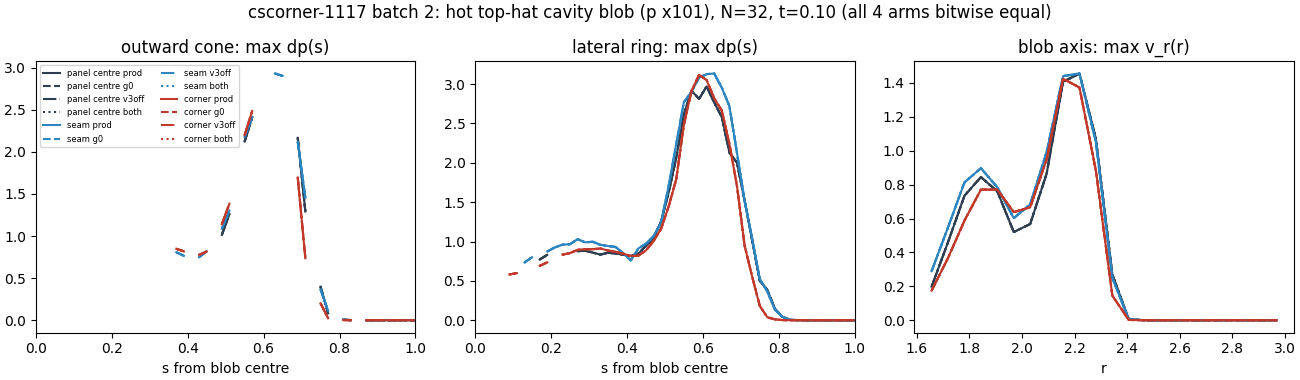 cscorner-1117 batch 2: hot top-hat cavity blob (p x101), N=32, t=0.10 (all 4 arms bitwise equal)
outward cone: max dp(s)
3.0
2.5
2.0
1.5
1.0
0.5
0.0
panel centre prod
panel centre g0
panel centre v3off
panel centre both
seam prod
seam g0
seam v3off
seam both
corner prod
corner g0
corner v3off
corner both
0.0 0.2 0.4 0.6 0.8 1.0
s from blob centre
lateral ring: max dp(s)
3.0
2.5
2.0
1.5
1.0
0.5
0.0
0.0 0.2 0.4 0.6 0.8 1.0
s from blob centre
blob axis: max v_r(r)
1.4
1.2
1.0
0.8
0.6
0.4
0.2
0.0
1.6 1.8 2.0 2.2 2.4 2.6 2.8 3.0
r